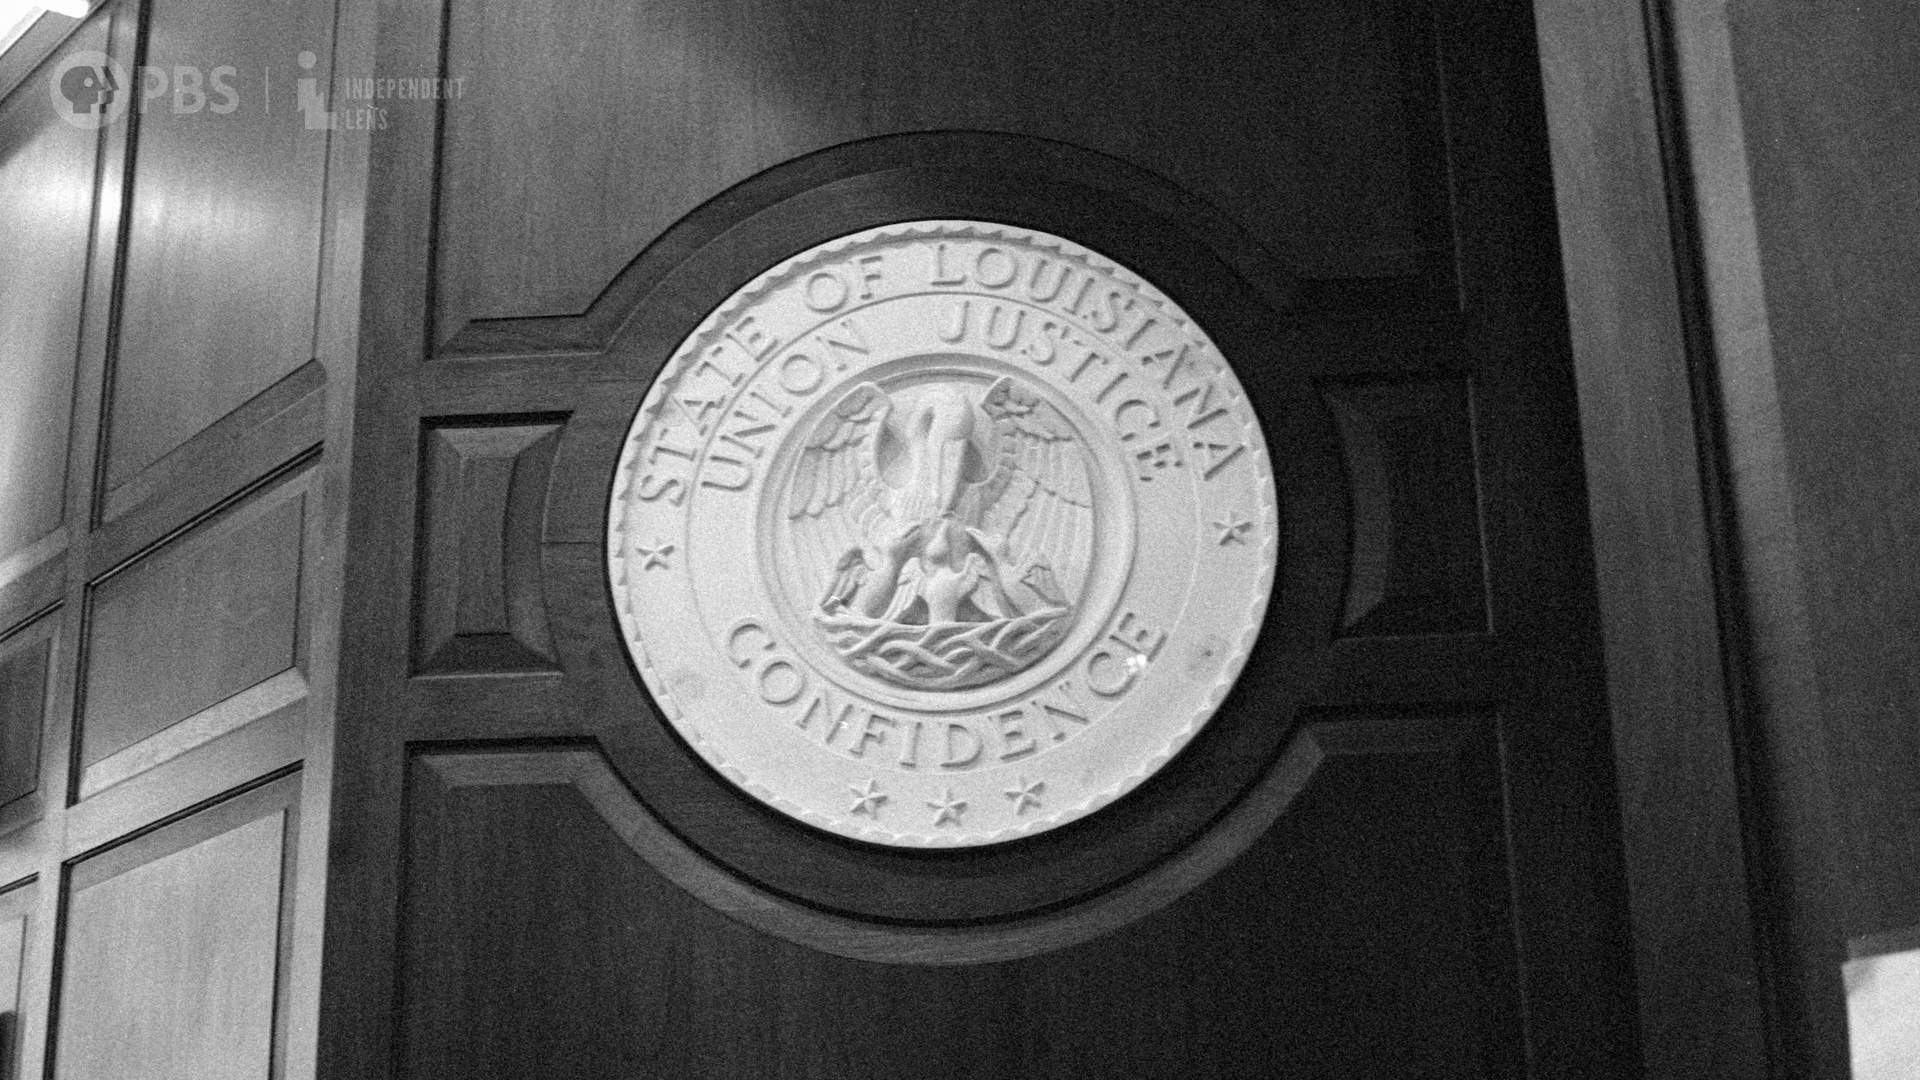 PBS
INDEPENDENT
LENS
STATE OF LOUISIANA
UNION JUSTICE
CONFIDENCE